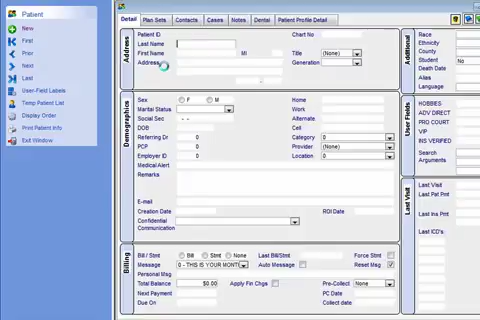 Patient
New
First
Prior
Next
Last
User-Field Labels
Temp Patient List
Display Order
Print Patient Info
Exit Window
Detail Plan Sets Contacts Cases Notes Dental Patient Profile Detail
Address
Patient ID
Chart No
Last Name
First Name MI Title (None)
Address Generation
Demographics
Sex F M Home
Marital Status Work
Social Sec - - Alternate
DOB Cell
Referring Dr 0 Category 0
PCP 0 Provider (None)
Employer ID 0 Location 0
Medical Alert
Remarks
E-mail
Creation Date ROI Date
Confidential
Communication
Billing
Bill / Stmt Bill Stmt None Last Bill/Stmt Force Stmt
Message 0 - THIS IS YOUR MONT Auto Message Reset Msg
Personal Msg
Total Balance $0.00 Apply Fin Chgs Pre-Collect None
Next Payment PC Date
Due On Collect date
Additional
Race
Ethnicity
County
Student No
Death Date
Alias
Language
User Fields
HOBBIES
ADV DIRECT
PRO COURT
VIP
INS VERIFED
Search
Arguments
Last Visit
Last Visit
Last Pat Pmt
Last Ins Pmt
Last ICD's